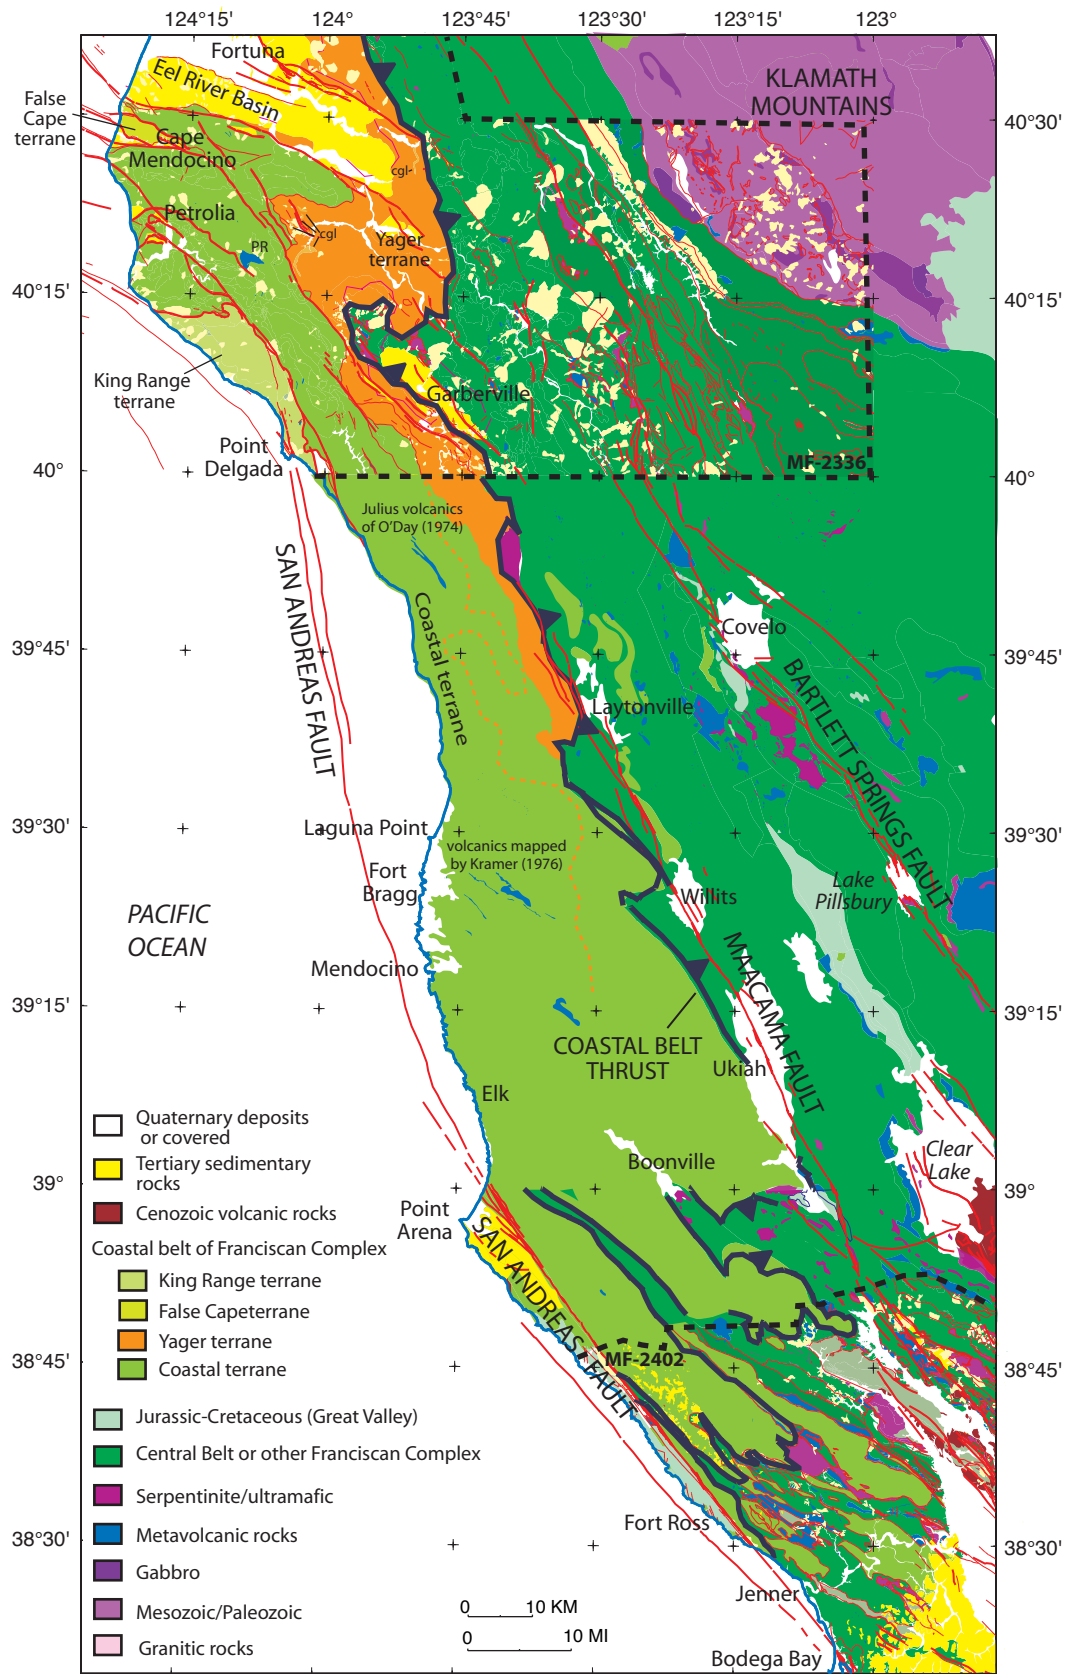 124°15'
124°
123°45'
123°30'
123°15'
123°
Fortuna
Eel River Basin
False
Cape
terrane
Cape
Mendocino
KLAMATH
MOUNTAINS
40°30'
cgl
Petrolia
PR
cgl
Yager
terrane
40°15'
40°15'
King Range
terrane
Garberville
Point
Delgada
40°
MF-2336
40°
Julius volcanics
of O'Day (1974)
SAN ANDREAS FAULT
Coastal terrane
Covelo
39°45'
39°45'
BARTLETT SPRINGS FAULT
Laytonville
39°30'
Laguna Point
39°30'
volcanics mapped
by Kramer (1976)
Fort
Bragg
Willits
Lake
Pillsbury
PACIFIC
OCEAN
Mendocino
MAACAMA FAULT
39°15'
39°15'
COASTAL BELT
THRUST
Ukiah
Elk
Boonville
Clear
Lake
39°
39°
Point
Arena
SAN ANDREAS FAULT
38°45'
MF-2402
38°45'
Fort Ross
38°30'
38°30'
Jenner
Bodega Bay
Quaternary deposits
or covered
Tertiary sedimentary
rocks
Cenozoic volcanic rocks
Coastal belt of Franciscan Complex
King Range terrane
False Capeterrane
Yager terrane
Coastal terrane
Jurassic-Cretaceous (Great Valley)
Central Belt or other Franciscan Complex
Serpentinite/ultramafic
Metavolcanic rocks
Gabbro
Mesozoic/Paleozoic
Granitic rocks
0 10 KM
0 10 MI